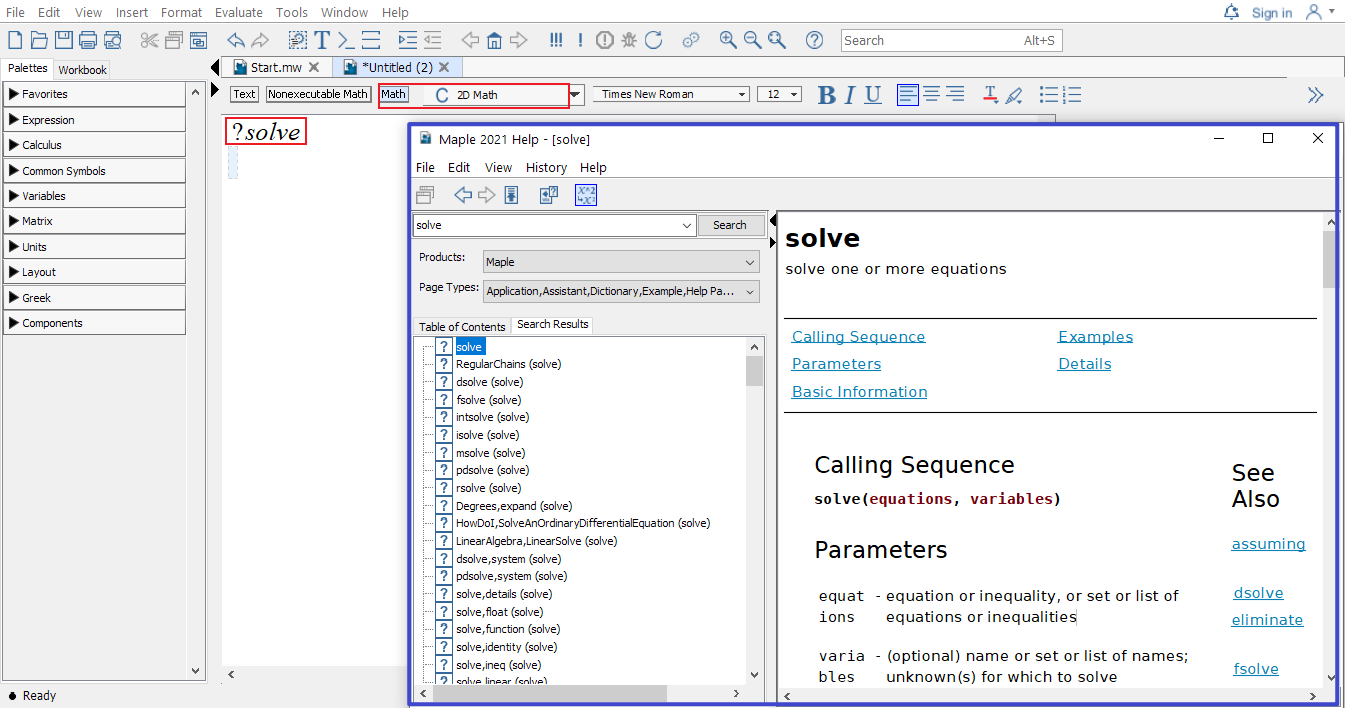 File Edit View Insert Format Evaluate Tools Window Help Sign in
Search Alt+S
Palettes Workbook Start.mw *Untitled (2)
Text Nonexecutable Math Math C 2D Math Times New Roman 12 B I U
Favorites
Expression
Calculus
Common Symbols
Variables
Matrix
Units
Layout
Greek
Components
Ready
?solve
Maple 2021 Help - [solve]
File Edit View History Help
solve Search
Products: Maple
Page Types: Application,Assistant,Dictionary,Example,Help Pa...
Table of Contents Search Results
solve
RegularChains (solve)
dsolve (solve)
fsolve (solve)
intsolve (solve)
isolve (solve)
msolve (solve)
pdsolve (solve)
rsolve (solve)
Degrees,expand (solve)
HowDoI,SolveAnOrdinaryDifferentialEquation (solve)
LinearAlgebra,LinearSolve (solve)
dsolve,system (solve)
pdsolve,system (solve)
solve,details (solve)
solve,float (solve)
solve,function (solve)
solve,identity (solve)
solve,ineq (solve)
solve,linear (solve)
solve
solve one or more equations
Calling Sequence Examples
Parameters Details
Basic Information
Calling Sequence
solve(equations, variables)
Parameters
equat - equation or inequality, or set or list of
ions equations or inequalities
varia - (optional) name or set or list of names;
bles unknown(s) for which to solve
See
Also
assuming
dsolve
eliminate
fsolve